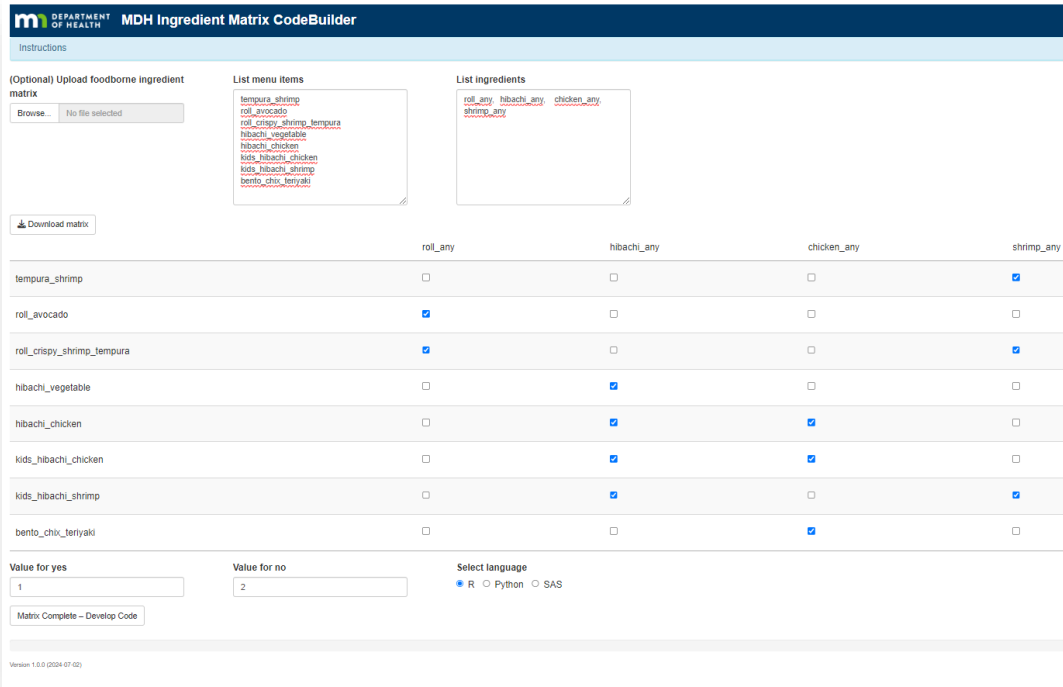 DEPARTMENT
OF HEALTH
MDH Ingredient Matrix CodeBuilder
Instructions
(Optional) Upload foodborne ingredient
matrix
Browse...
No file selected
List menu items
tempura_shrimp
roll_avocado
roll_crispy_shrimp_tempura
hibachi_vegetable
hibachi_chicken
kids_hibachi_chicken
kids_hibachi_shrimp
bento_chix_teriyaki
List ingredients
roll_any, hibachi_any, chicken_any,
shrimp_any
Download matrix
roll_any hibachi_any chicken_any shrimp_any
tempura_shrimp
roll_avocado
roll_crispy_shrimp_tempura
hibachi_vegetable
hibachi_chicken
kids_hibachi_chicken
kids_hibachi_shrimp
bento_chix_teriyaki
Value for yes
1
Value for no
2
Select language
R Python SAS
Matrix Complete – Develop Code
Version 1.0.0 (2024-07-02)